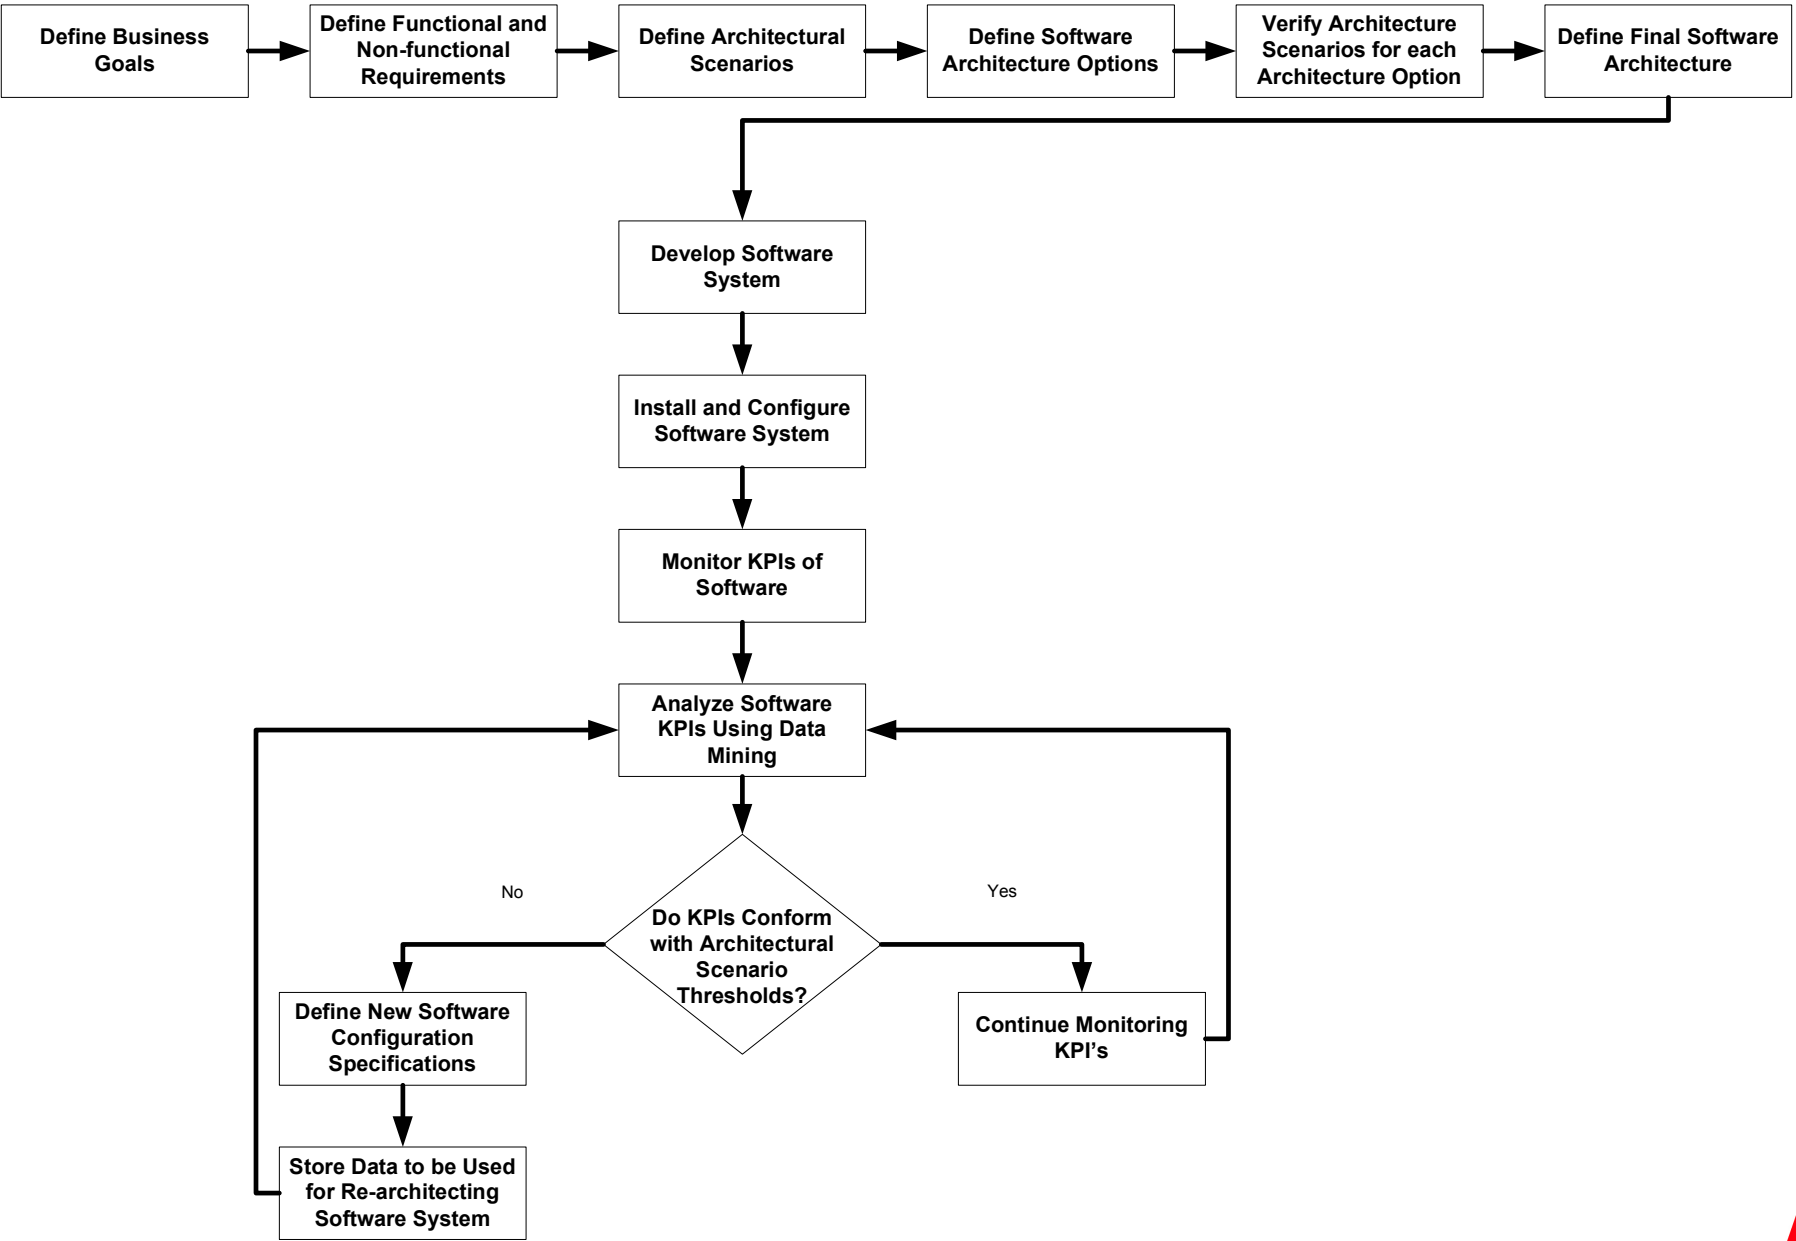 Define Business
Goals
Define Functional and
Non-functional
Requirements
Define Architectural
Scenarios
Define Software
Architecture Options
Verify Architecture
Scenarios for each
Architecture Option
Define Final Software
Architecture
Develop Software
System
Install and Configure
Software System
Monitor KPIs of
Software
Analyze Software
KPIs Using Data
Mining
No
Yes
Do KPIs Conform
with Architectural
Scenario
Thresholds?
Define New Software
Configuration
Specifications
Continue Monitoring
KPI's
Store Data to be Used
for Re-architecting
Software System